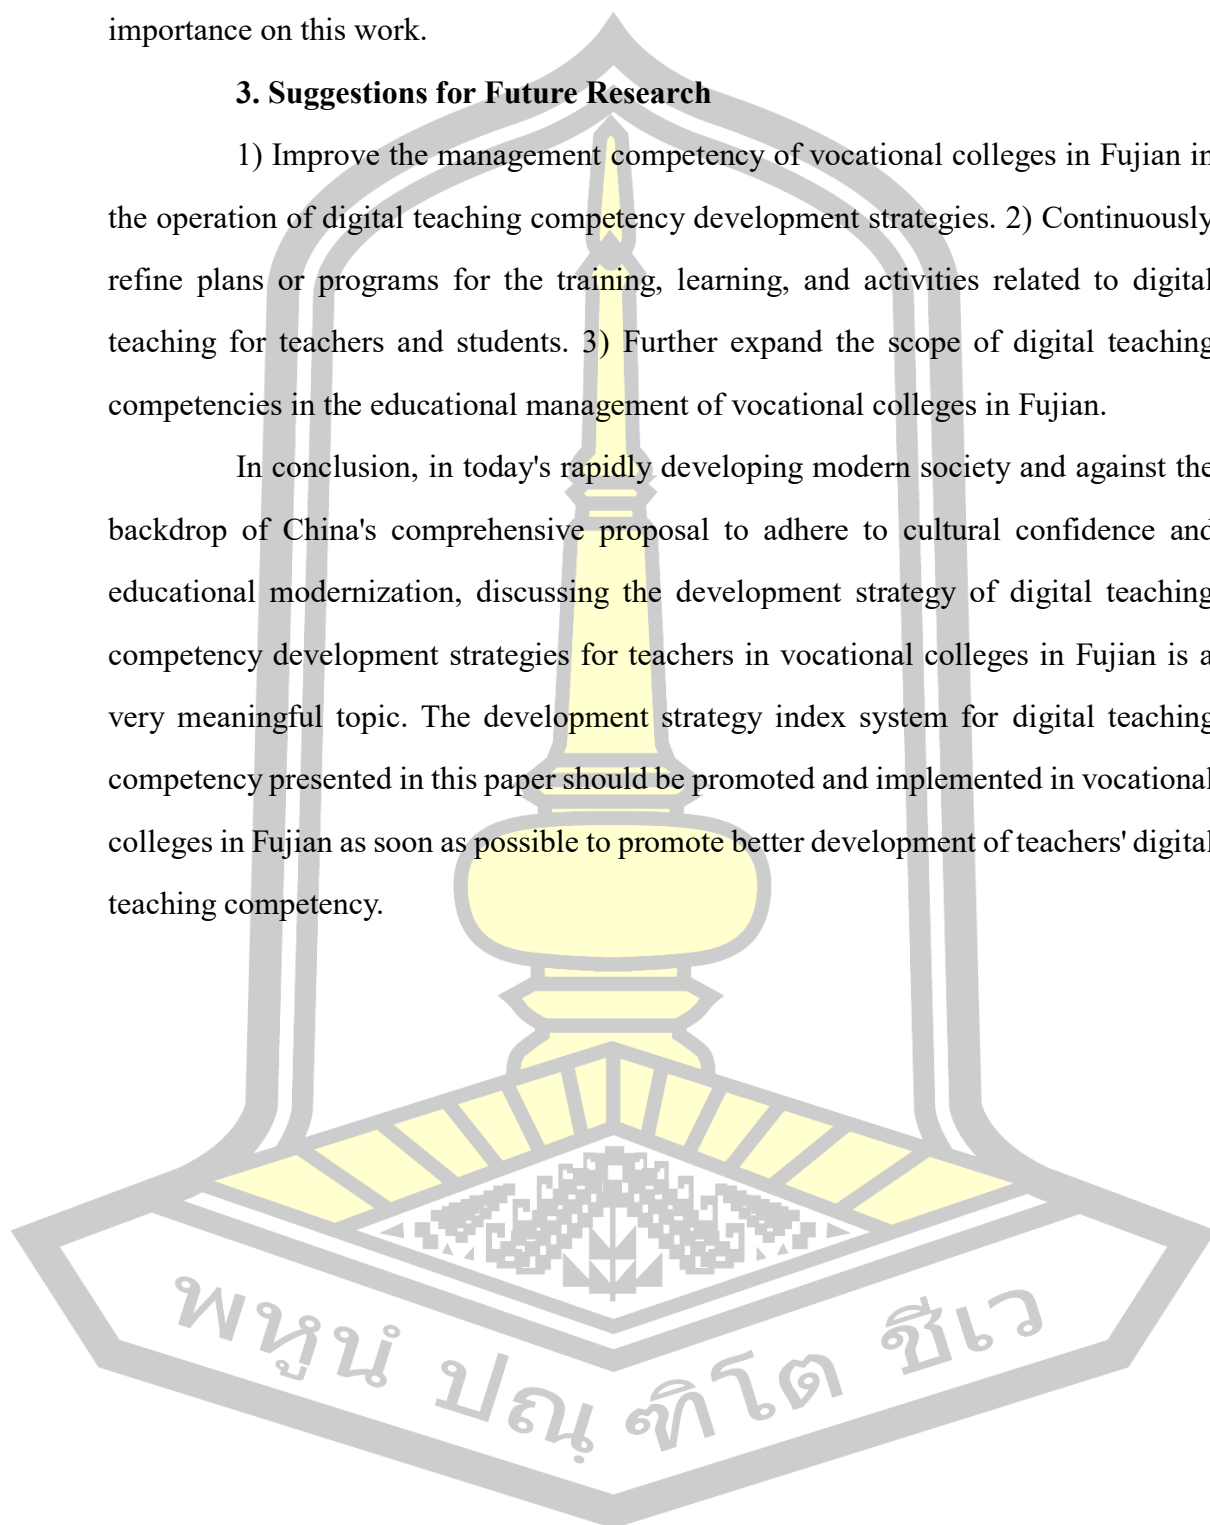 importance on this work.
3. Suggestions for Future Research
1) Improve the management competency of vocational colleges in Fujian in
the operation of digital teaching competency development strategies. 2) Continuously
refine plans or programs for the training, learning, and activities related to digital
teaching for teachers and students. 3) Further expand the scope of digital teaching
competencies in the educational management of vocational colleges in Fujian.
In conclusion, in today's rapidly developing modern society and against the
backdrop of China's comprehensive proposal to adhere to cultural confidence and
educational modernization, discussing the development strategy of digital teaching
competency development strategies for teachers in vocational colleges in Fujian is a
very meaningful topic. The development strategy index system for digital teaching
competency presented in this paper should be promoted and implemented in vocational
colleges in Fujian as soon as possible to promote better development of teachers' digital
teaching competency.
พหูนํ ปณฺฑิโต ชีเว